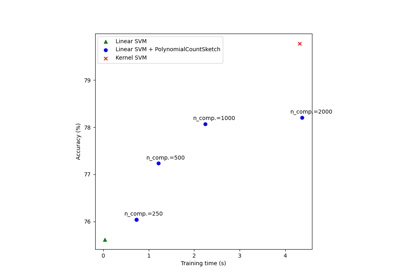 Linear SVM
Linear SVM + PolynomialCountSketch
Kernel SVM
79
n_comp.=2000
n_comp.=1000
78
n_comp.=500
77
n_comp.=250
76
Accuracy (%)
0 1 2 3 4
Training time (s)